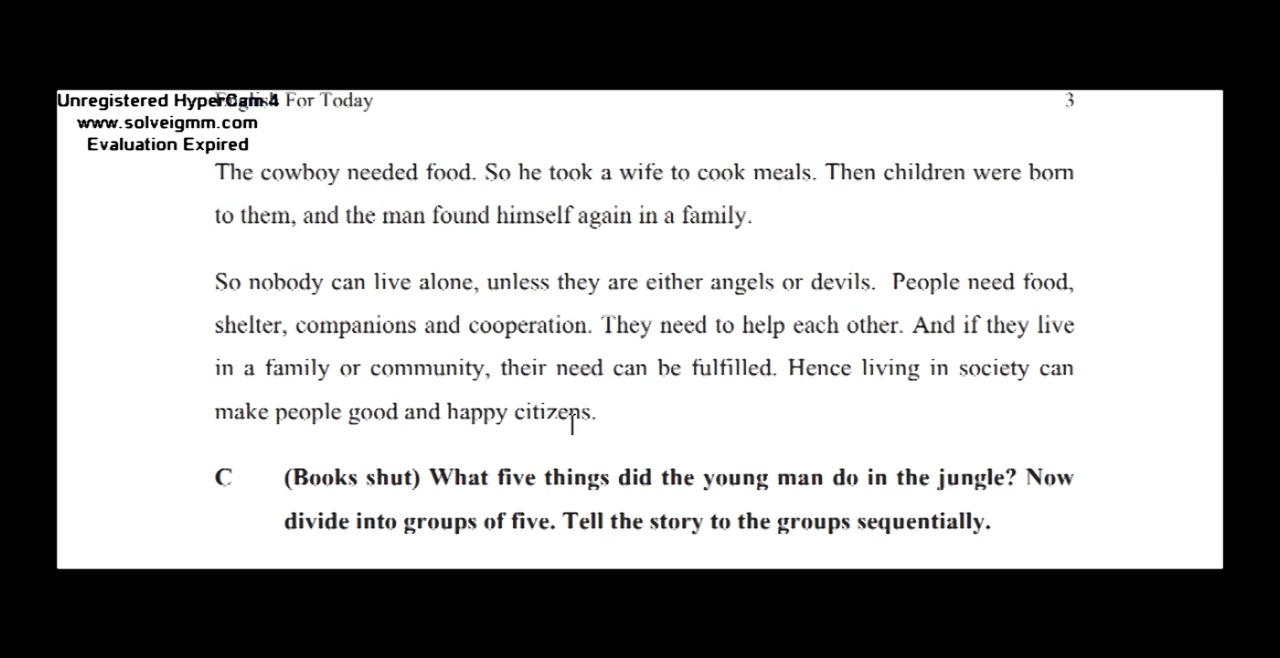 Unregistered HyperCam 4
English For Today 3
www.solveigmm.com
Evaluation Expired
The cowboy needed food. So he took a wife to cook meals. Then children were born
to them, and the man found himself again in a family.
So nobody can live alone, unless they are either angels or devils. People need food,
shelter, companions and cooperation. They need to help each other. And if they live
in a family or community, their need can be fulfilled. Hence living in society can
make people good and happy citizens.
C (Books shut) What five things did the young man do in the jungle? Now
divide into groups of five. Tell the story to the groups sequentially.